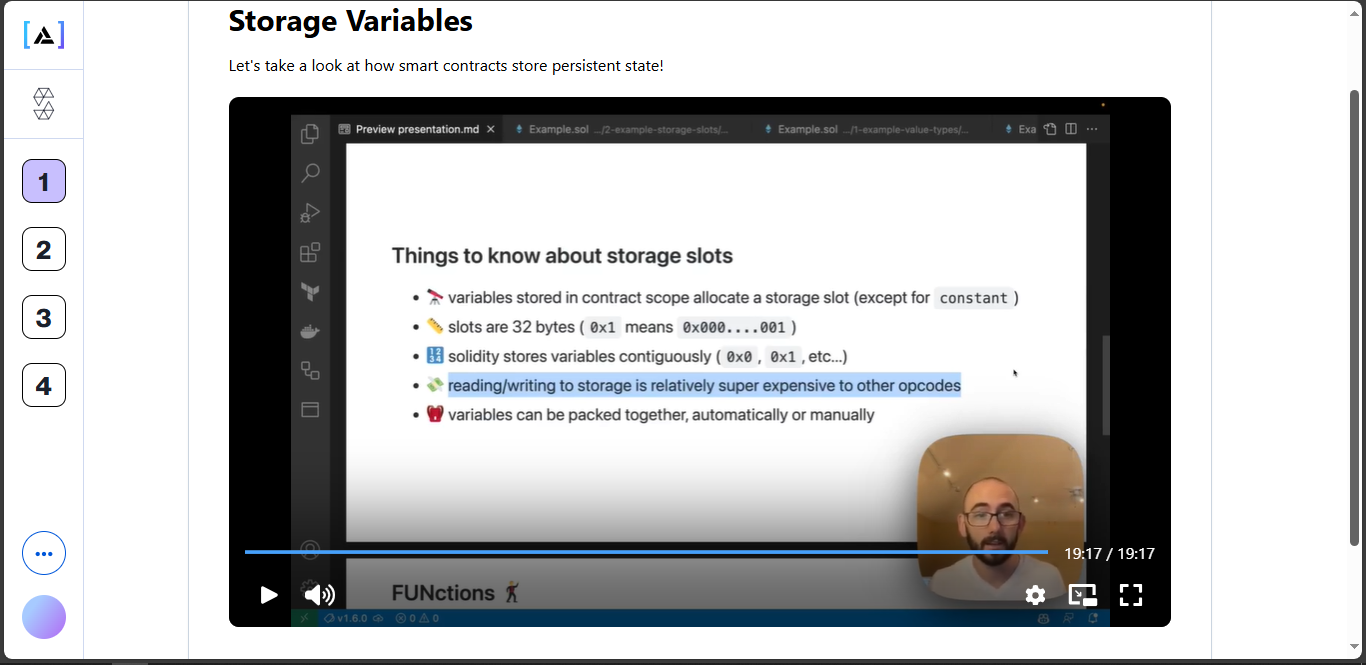 Storage Variables
Let's take a look at how smart contracts store persistent state!
1
2
3
4
Preview presentation.md
Example.sol .../2-example-storage-slots/...
Example.sol .../1-example-value-types/...
Exa
Things to know about storage slots
variables stored in contract scope allocate a storage slot (except for constant )
slots are 32 bytes ( 0x1 means 0x000....001 )
solidity stores variables contiguously ( 0x0 , 0x1 , etc...)
reading/writing to storage is relatively super expensive to other opcodes
variables can be packed together, automatically or manually
19:17 / 19:17
FUNctions
v1.6.0
0 0